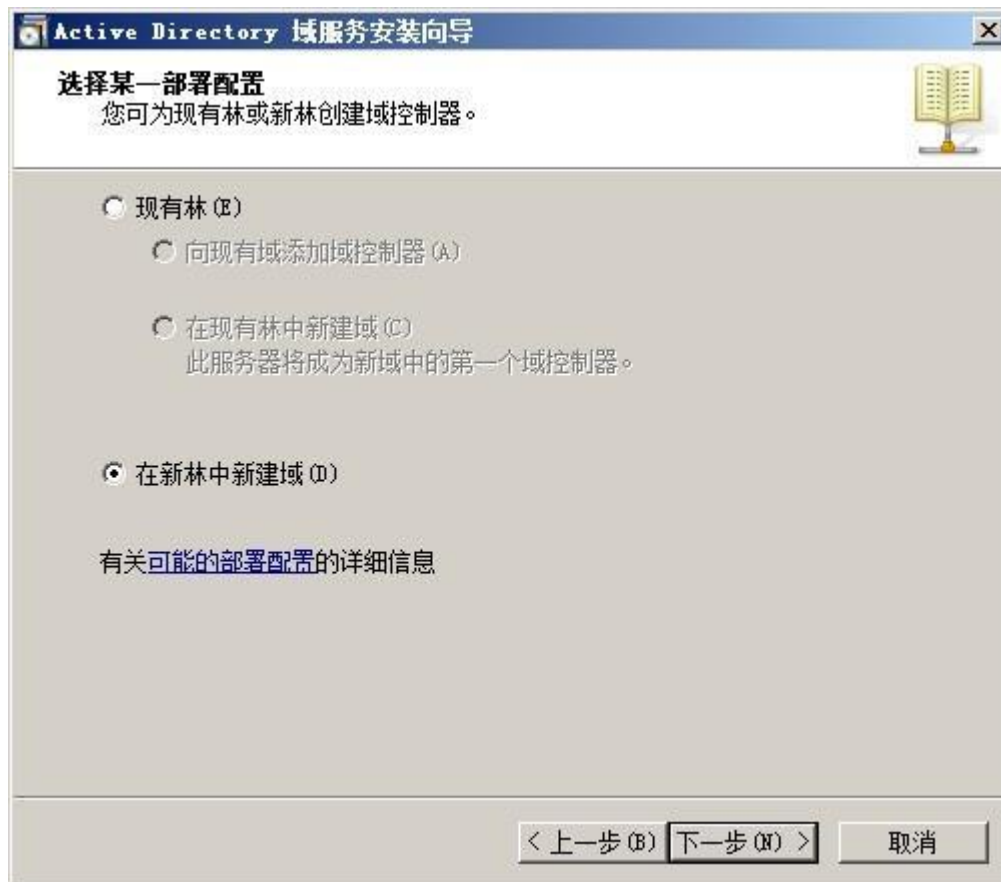 Active Directory 域服务安装向导
选择某一部署配置
您可为现有林或新林创建域控制器。
现有林(E)
向现有域添加域控制器(A)
在现有林中新建域(C)
此服务器将成为新域中的第一个域控制器。
在新林中新建域(D)
有关可能的部署配置的详细信息
< 上一步(B) 下一步(N) > 取消